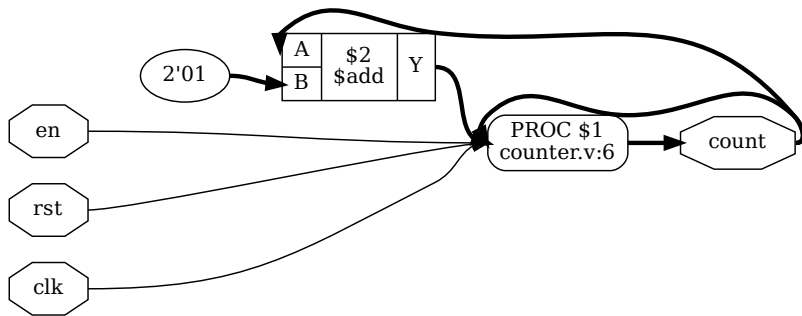 A
$2
$add
Y
2'01
B
en
PROC $1
counter.v:6
count
rst
clk